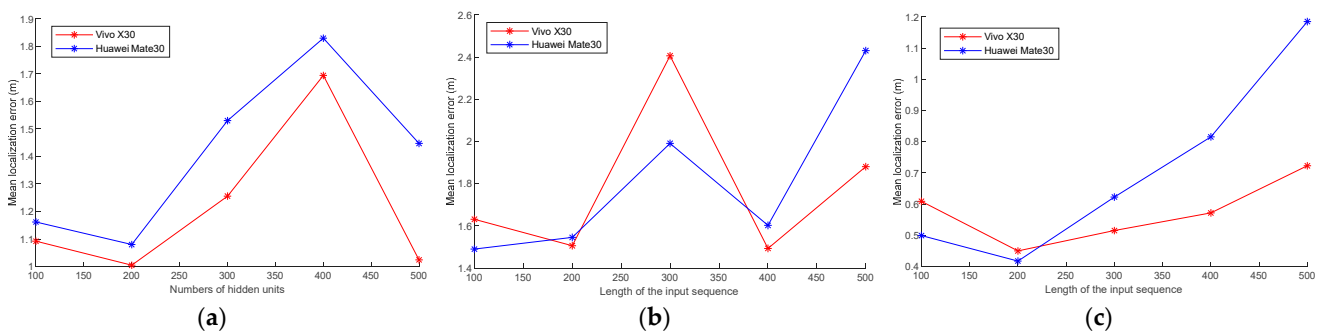 1.9
1.8
1.7
1.6
1.5
1.4
1.3
1.2
1.1
1
Mean localization error (m)
Vivo X30
Huawei Mate30
100 150 200 250 300 350 400 450 500
Numbers of hidden units
(a)
2.6
2.4
2.2
2
1.8
1.6
1.4
Mean localization error (m)
Vivo X30
Huawei Mate30
100 150 200 250 300 350 400 450 500
Length of the input sequence
(b)
1.2
1.1
1
0.9
0.8
0.7
0.6
0.5
0.4
Mean localization error (m)
Vivo X30
Huawei Mate30
100 150 200 250 300 350 400 450 500
Length of the input sequence
(c)